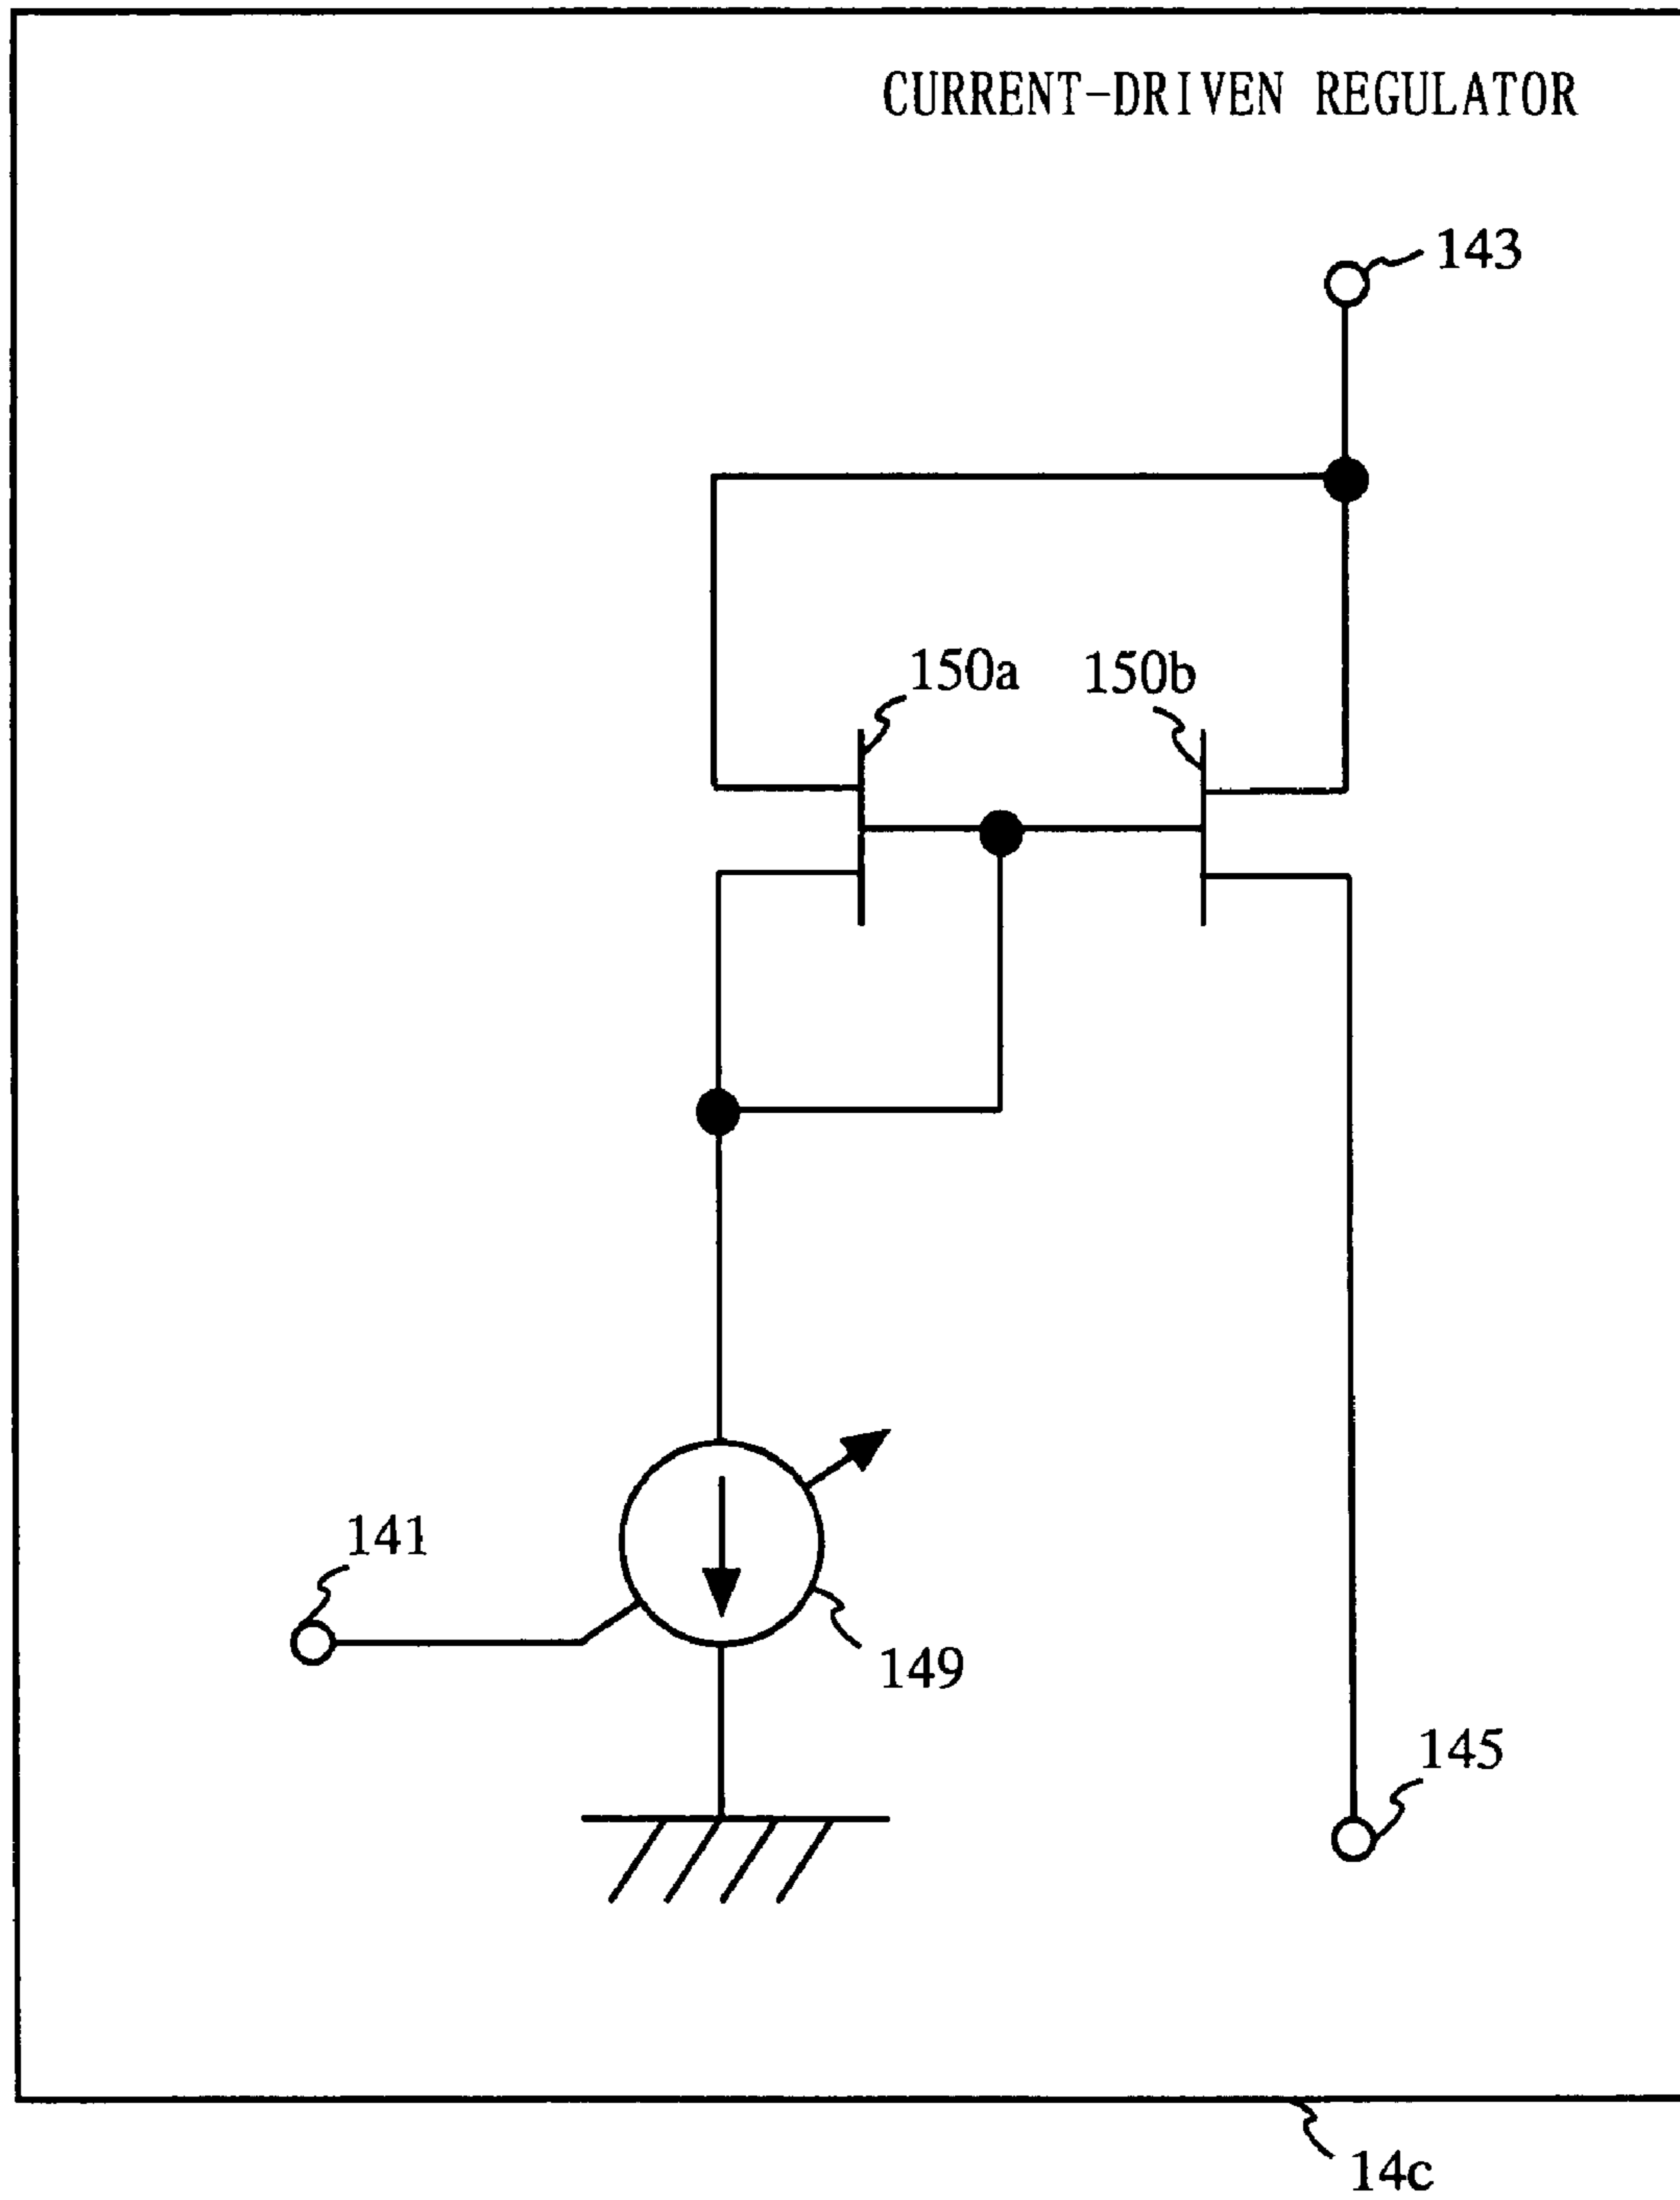 CURRENT-DRIVEN REGULATOR
143
150a 150b
141
149
145
14c